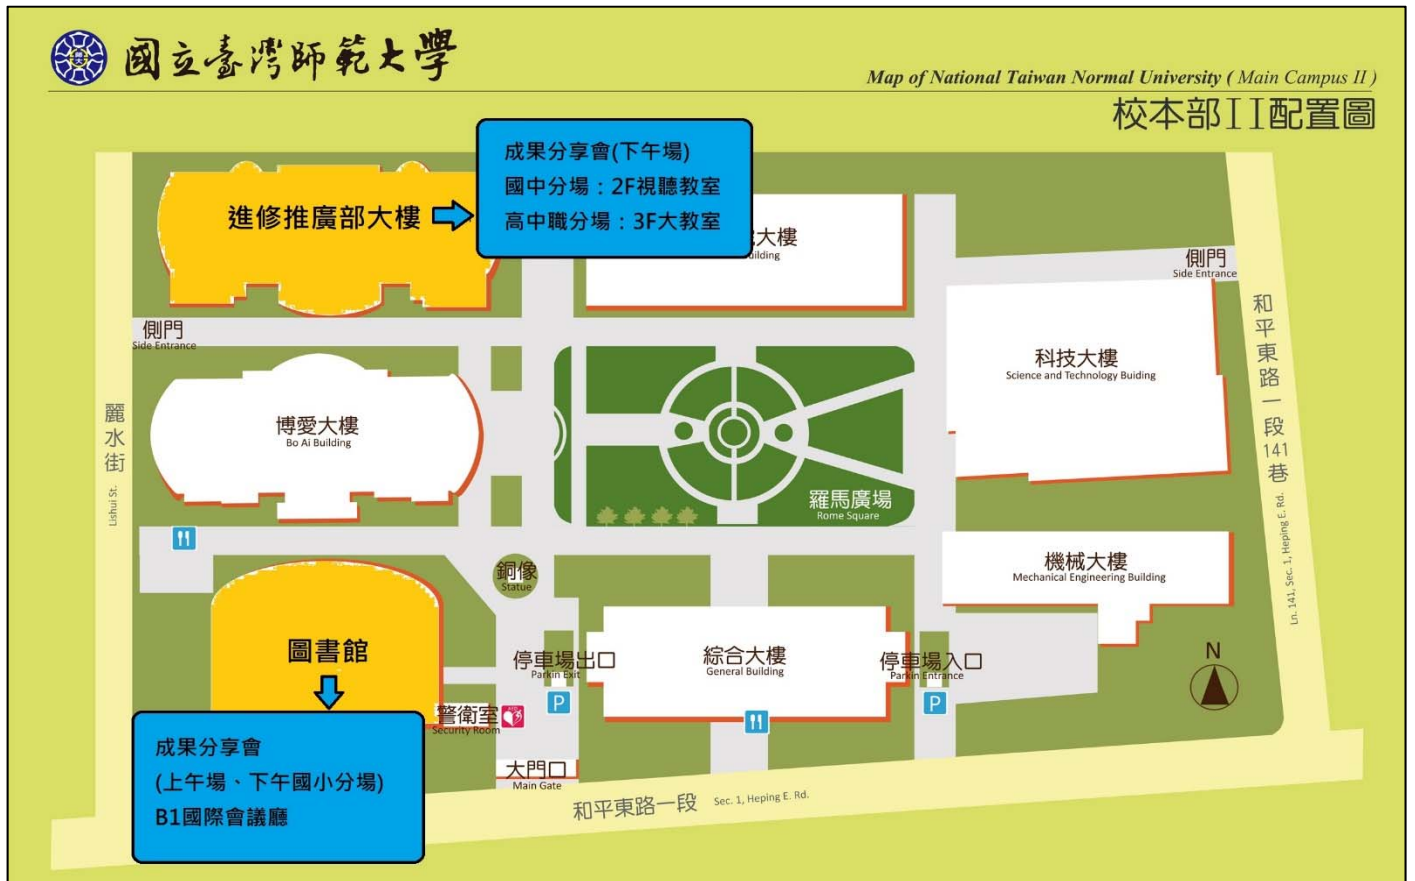 國立臺灣師範大學
Map of National Taiwan Normal University ( Main Campus II )
校本部II配置圖
成果分享會(下午場)
國中分場：2F視聽教室
高中職分場：3F大教室
進修推廣部大樓
大樓
uilding
側門
Side Entrance
側門
Side Entrance
和平東路一段141巷
Ln. 141, Sec. 1, Heping E. Rd.
科技大樓
Science and Technology Buiding
麗水街
Lishui St.
博愛大樓
Bo Ai Building
羅馬廣場
Rome Square
機械大樓
Mechanical Engineering Building
銅像
Statue
圖書館
停車場出口
Parkin Exit
P
綜合大樓
General Building
停車場入口
Parkin Entrance
P
N
警衛室
Security Room
成果分享會
(上午場、下午國小分場)
B1國際會議廳
大門口
Main Gate
和平東路一段 Sec. 1, Heping E. Rd.